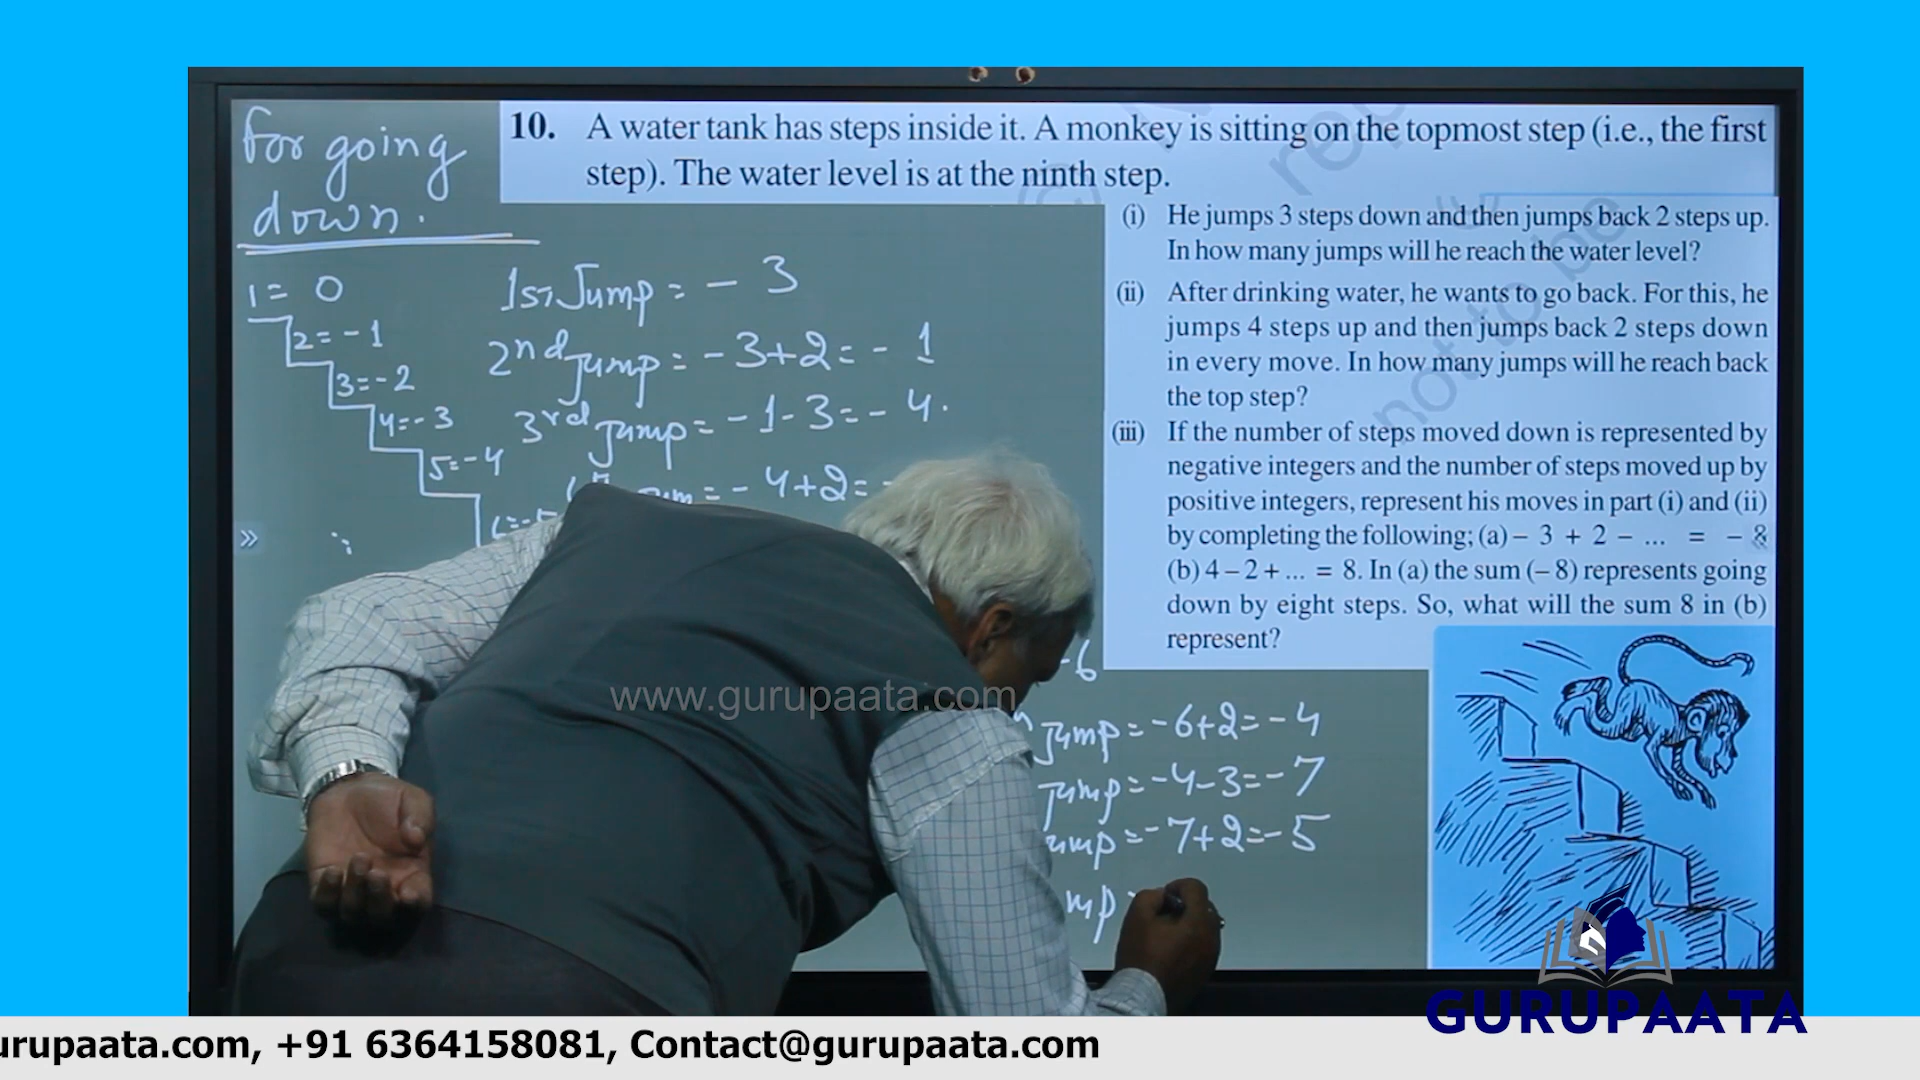 For going
down.
10. A water tank has steps inside it. A monkey is sitting on the topmost step (i.e., the first
step). The water level is at the ninth step.
(i) He jumps 3 steps down and then jumps back 2 steps up.
In how many jumps will he reach the water level?
(ii) After drinking water, he wants to go back. For this, he
jumps 4 steps up and then jumps back 2 steps down
in every move. In how many jumps will he reach back
the top step?
(iii) If the number of steps moved down is represented by
negative integers and the number of steps moved up by
positive integers, represent his moves in part (i) and (ii)
by completing the following; (a) – 3 + 2 – ... = – 8
(b) 4 – 2 + ... = 8. In (a) the sum (– 8) represents going
down by eight steps. So, what will the sum 8 in (b)
represent?
1 = 0
2 = - 1
3 = - 2
4 = - 3
5 = - 4
1st Jump = - 3
2nd Jump = - 3 + 2 = - 1
3rd Jump = - 1 - 3 = - 4.
= - 4 + 2 =
- 6
Jump = - 6 + 2 = - 4
Jump = - 4 - 3 = - 7
ump = - 7 + 2 = - 5
mp
www.gurupaata.com
GURUPAATA
urupaata.com, +91 6364158081, Contact@gurupaata.com